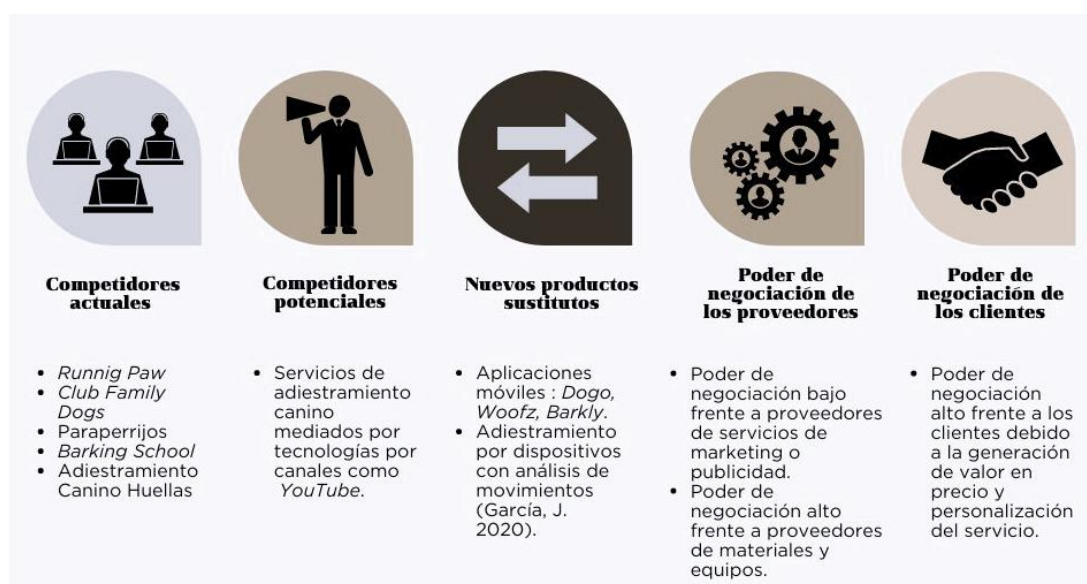 Competidores
actuales
Runnig Paw
Club Family
Dogs
Paraperrijos
Barking School
Adiestramiento
Canino Huellas
Competidores
potenciales
Servicios de
adiestramiento
canino
mediados por
tecnologías por
canales como
YouTube.
Nuevos productos
sustitutos
Aplicaciones
móviles : Dogo,
Woofz, Barkly.
Adiestramiento
por dispositivos
con análisis de
movimientos
(García, J.
2020).
Poder de
negociación de
los proveedores
Poder de
negociación bajo
frente a proveedores
de servicios de
marketing o
publicidad.
Poder de
negociación alto
frente a proveedores
de materiales y
equipos.
Poder de
negociación de
los clientes
Poder de
negociación
alto frente a los
clientes debido
a la generación
de valor en
precio y
personalización
del servicio.